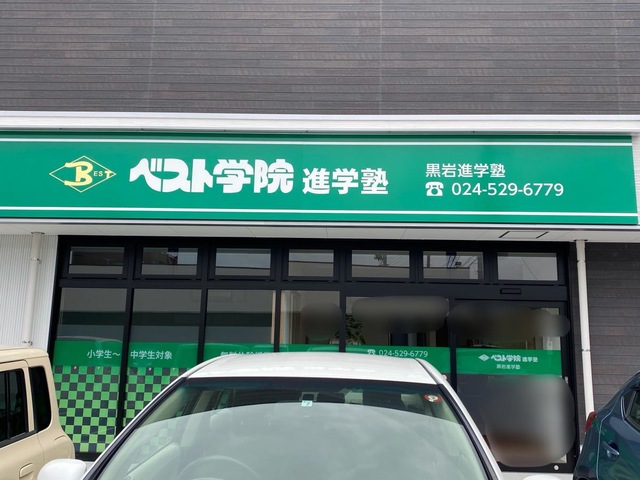 BEST
ベスト学院 進学塾
黒岩進学塾
☎ 024-529-6779
小学生～ 中学生対象
☎ 024-529-6779
ベスト学院 進学塾
黒岩進学塾